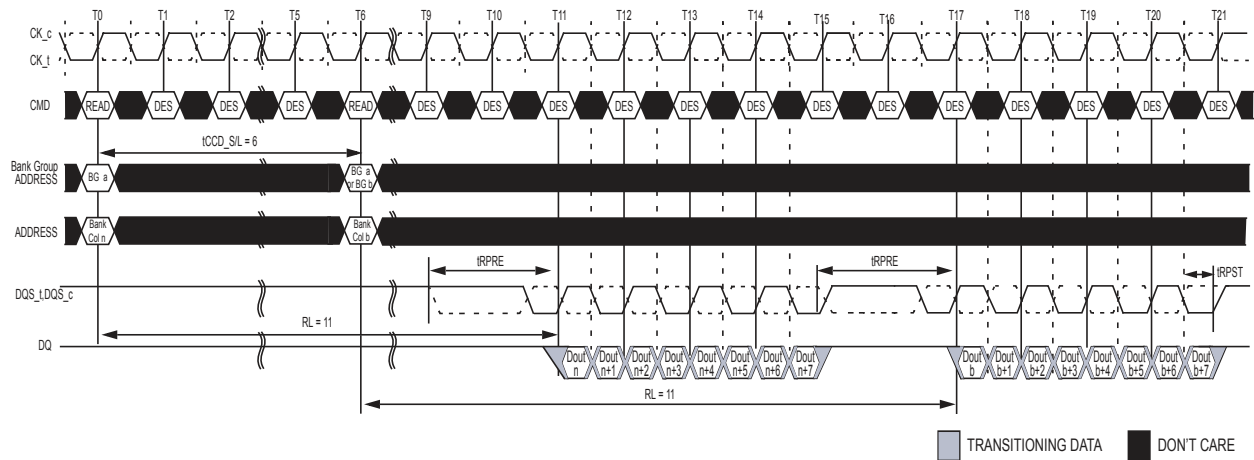 T0 T1 T2 T5 T6 T9 T10 T11 T12 T13 T14 T15 T16 T17 T18 T19 T20 T21
CK_c
CK_t
CMD READ DES DES DES READ DES DES DES DES DES DES DES DES DES DES DES DES DES
tCCD_S/L = 6
Bank Group
ADDRESS
BG a
BG a
or BG b
ADDRESS
Bank
Col n
Bank
Col b
tRPRE tRPRE tRPST
DQS_t,DQS_c
RL = 11
DQ
Dout
n
Dout
n+1
Dout
n+2
Dout
n+3
Dout
n+4
Dout
n+5
Dout
n+6
Dout
n+7
Dout
b
Dout
b+1
Dout
b+2
Dout
b+3
Dout
b+4
Dout
b+5
Dout
b+6
Dout
b+7
RL = 11
TRANSITIONING DATA DON'T CARE